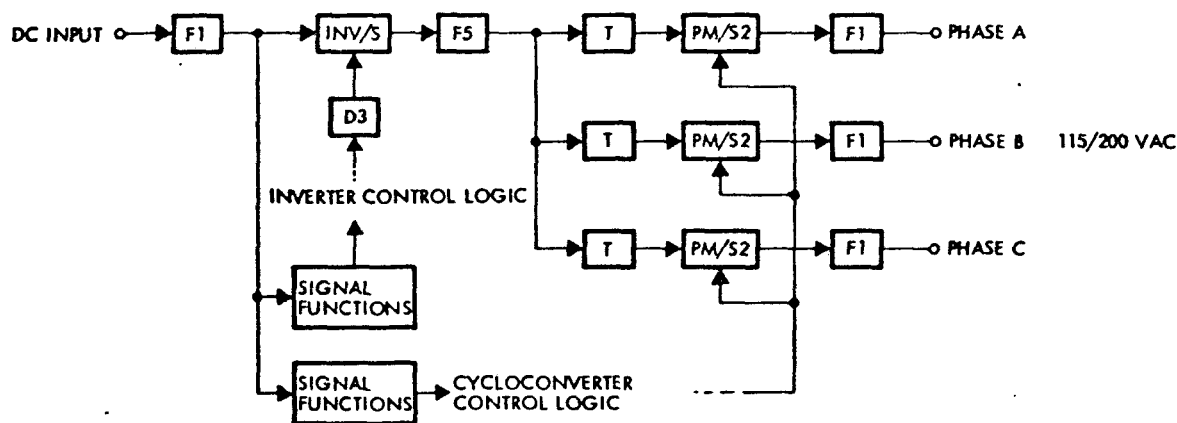 DC INPUT F1 INV/S F5 T PM/S2 F1 PHASE A
D3
T PM/S2 F1 PHASE B 115/200 VAC
INVERTER CONTROL LOGIC
T PM/S2 F1 PHASE C
SIGNAL
FUNCTIONS
SIGNAL
FUNCTIONS
CYCLOCONVERTER
CONTROL LOGIC